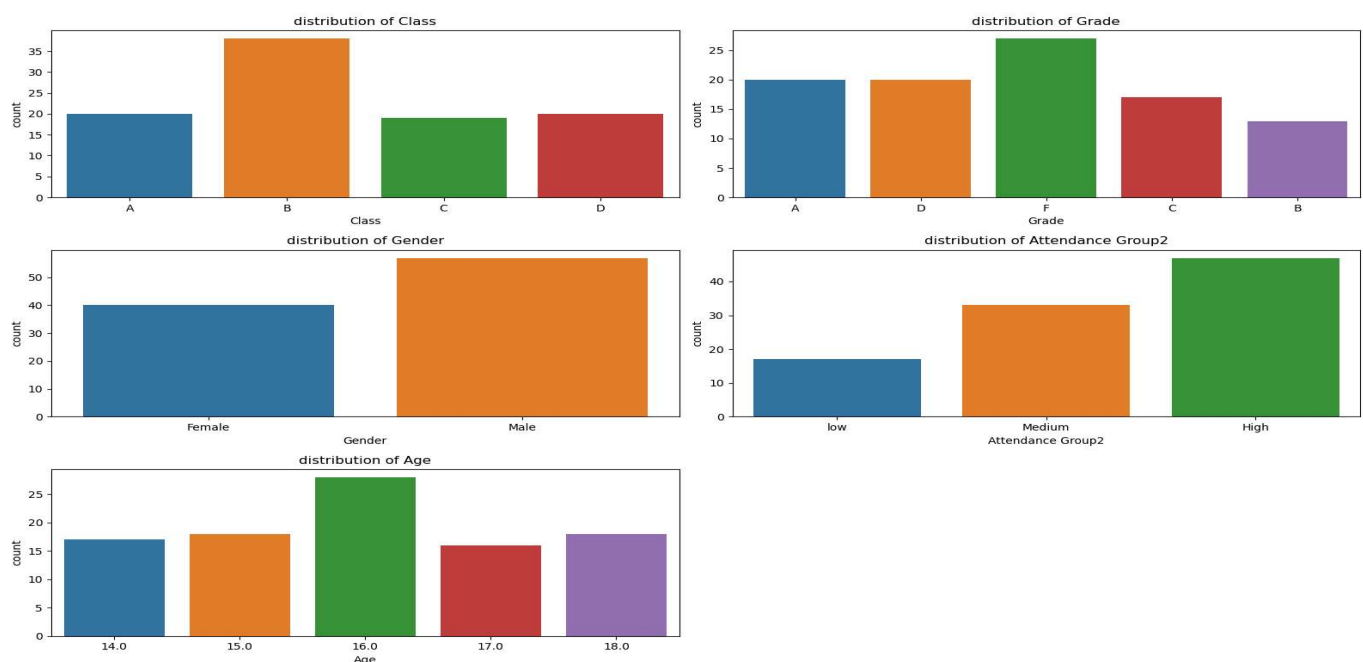 distribution of Class
count
35
30
25
20
15
10
5
0
A B C D
Class
distribution of Grade
count
25
20
15
10
5
0
A D F C B
Grade
distribution of Gender
count
50
40
30
20
10
0
Female Male
Gender
distribution of Attendance Group2
count
40
30
20
10
0
low Medium High
Attendance Group2
distribution of Age
count
25
20
15
10
5
0
14.0 15.0 16.0 17.0 18.0
Age